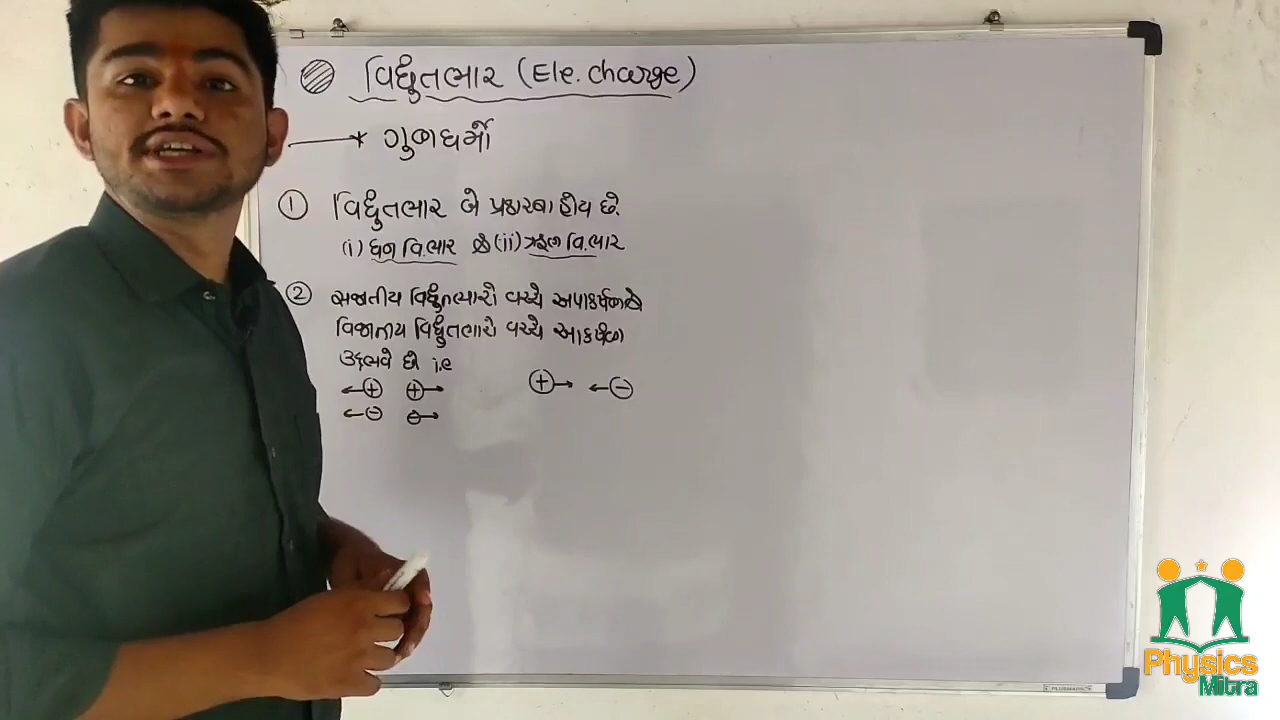 વિદ્યુતભાર (Ele. charge)
* ગુણધર્મો
① વિદ્યુતભાર બે પ્રકારના હોય છે.
(i) ધન વિ.ભાર (ii) ઋણ વિ.ભાર
② સજાતીય વિદ્યુતભારો વચ્ચે અપાકર્ષણ
વિજાતીય વિદ્યુતભારો વચ્ચે આકર્ષણ
ઉદ્દભવે છે i.e
←⊕ ⊕→ ⊕→ ←⊖
←⊖ ⊖→
Physics
Mitra